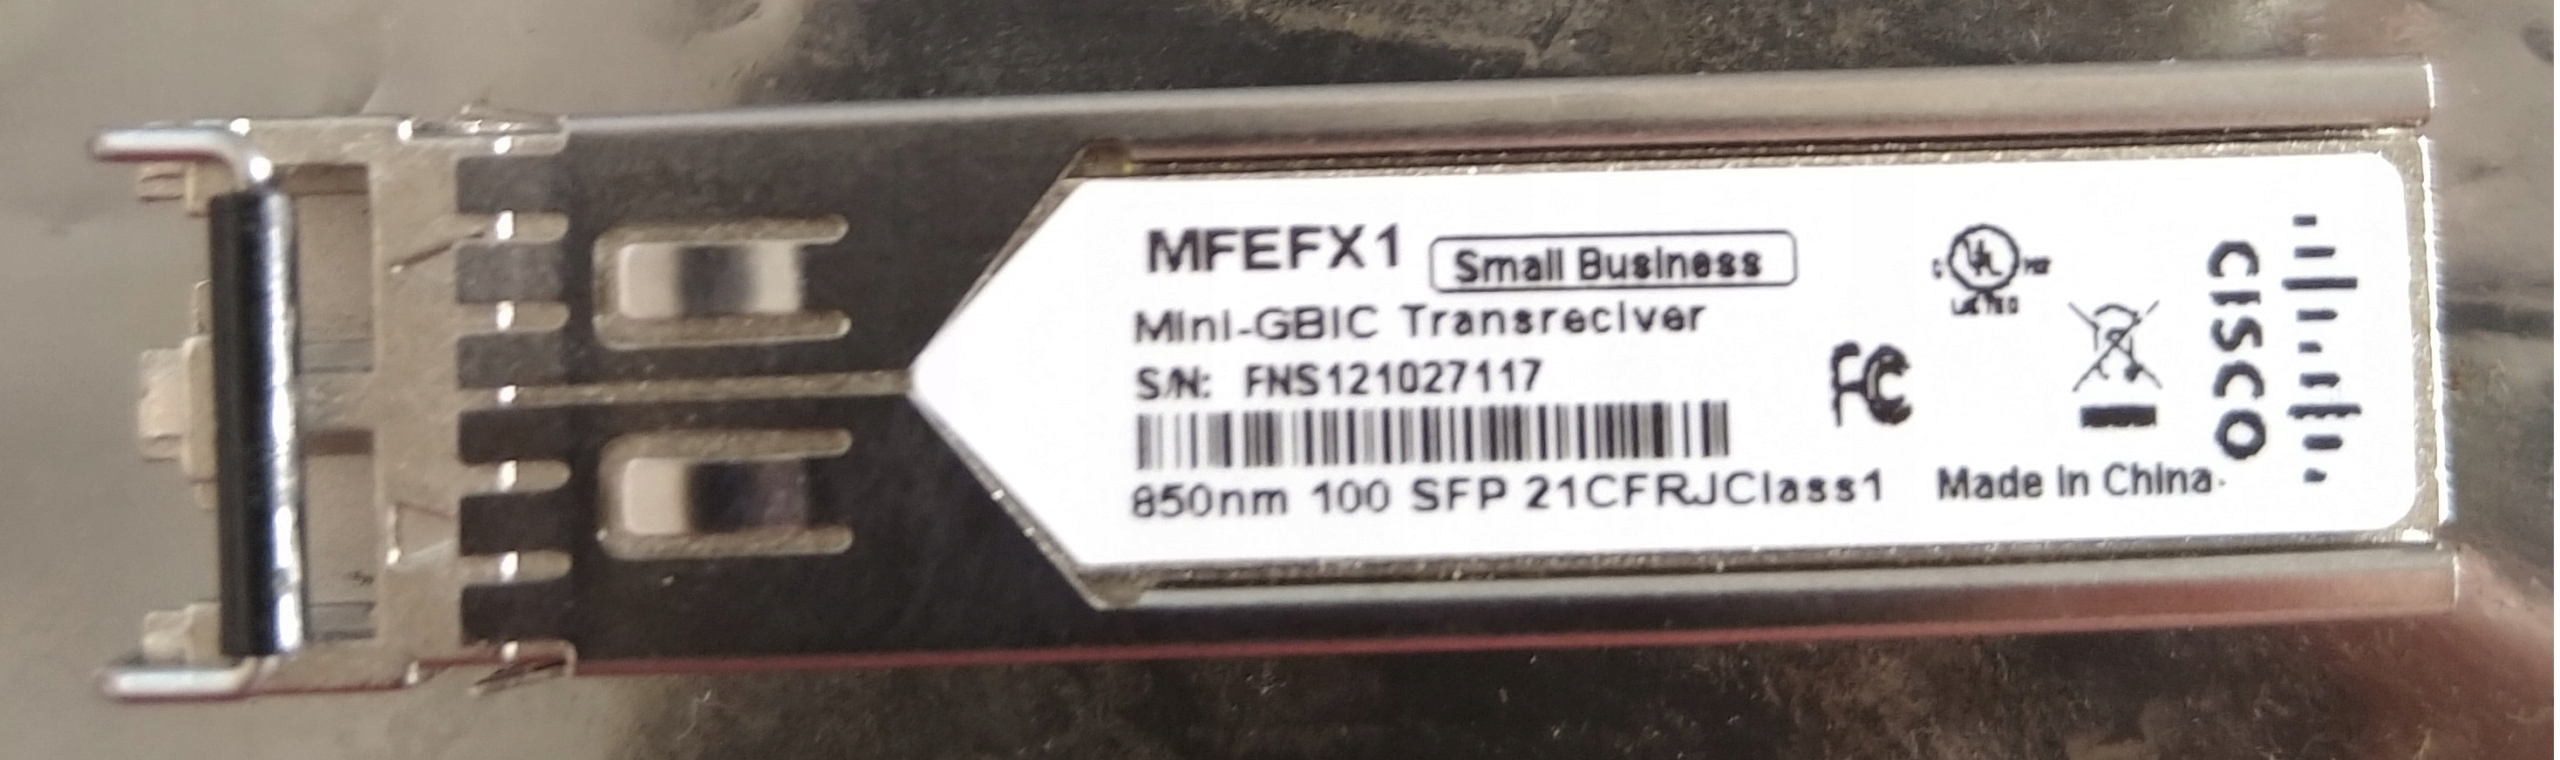 MFEFX1 Small Business
Mini-GBIC Transreciver
S/N: FNS121027117
850nm 100 SFP 21CFRJClass1 Made in China
FC
CISCO